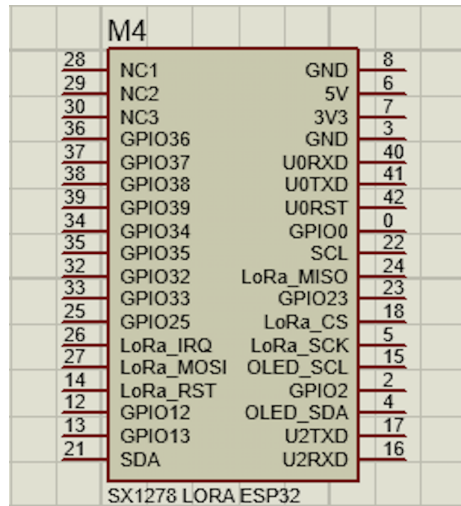 M4
28 NC1 GND 8
29 NC2 5V 6
30 NC3 3V3 7
36 GPIO36 GND 3
37 GPIO37 U0RXD 40
38 GPIO38 U0TXD 41
39 GPIO39 U0RST 42
34 GPIO34 GPIO0 0
35 GPIO35 SCL 22
32 GPIO32 LoRa_MISO 24
33 GPIO33 GPIO23 23
25 GPIO25 LoRa_CS 18
26 LoRa_IRQ LoRa_SCK 5
27 LoRa_MOSI OLED_SCL 15
14 LoRa_RST GPIO2 2
12 GPIO12 OLED_SDA 4
13 GPIO13 U2TXD 17
21 SDA U2RXD 16
SX1278 LORA ESP32